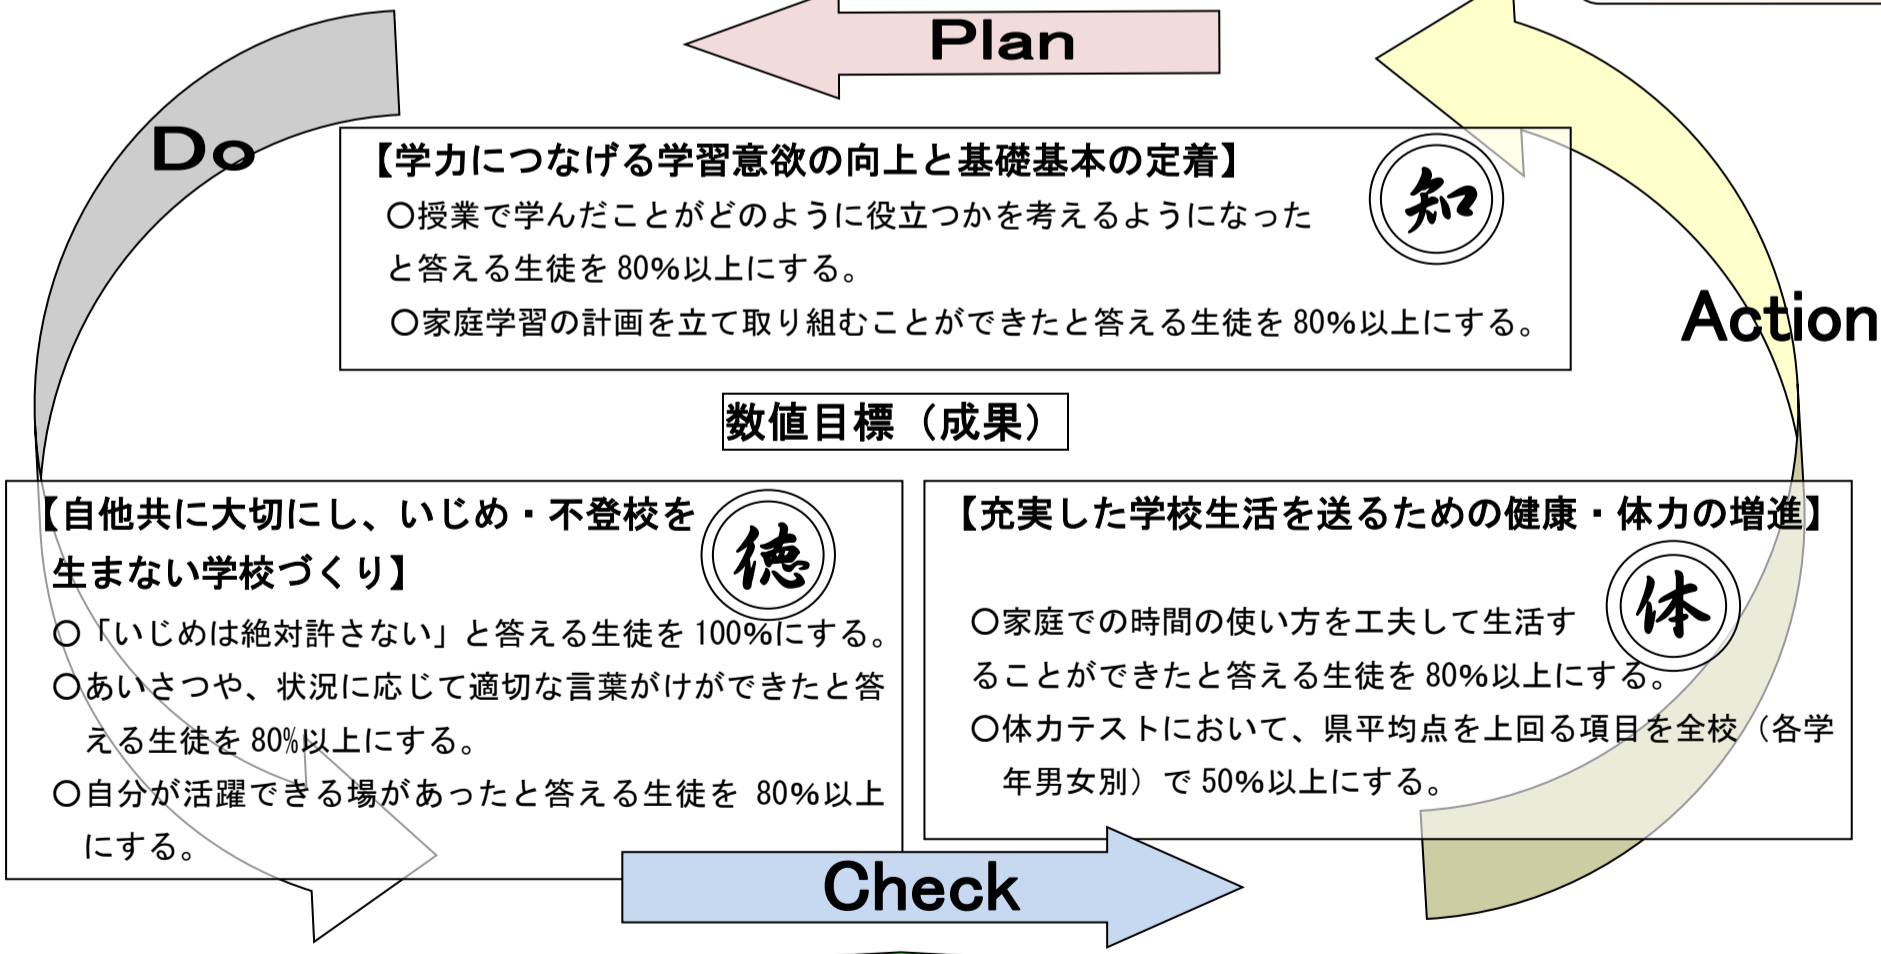 Plan
Do
【学力につなげる学習意欲の向上と基礎基本の定着】
知
〇授業で学んだことがどのように役立つかを考えるようになった
と答える生徒を 80%以上にする。
〇家庭学習の計画を立て取り組むことができたと答える生徒を 80%以上にする。
Action
数値目標（成果）
【自他共に大切にし、いじめ・不登校を
生まない学校づくり】
徳
〇「いじめは絶対許さない」と答える生徒を 100%にする。
〇あいさつや、状況に応じて適切な言葉がけができたと答
える生徒を 80%以上にする。
〇自分が活躍できる場があったと答える生徒を 80%以上
にする。
【充実した学校生活を送るための健康・体力の増進】
体
〇家庭での時間の使い方を工夫して生活す
ることができたと答える生徒を 80%以上にする。
〇体力テストにおいて、県平均点を上回る項目を全校（各学
年男女別）で 50%以上にする。
Check